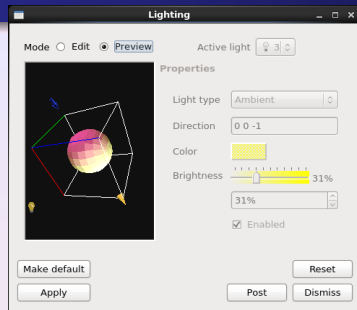 Lighting
Mode Edit Preview Active light 3
Properties
Light type Ambient
Direction 0 0 -1
Color
Brightness 31%
31%
Enabled
Make default Reset
Apply Post Dismiss